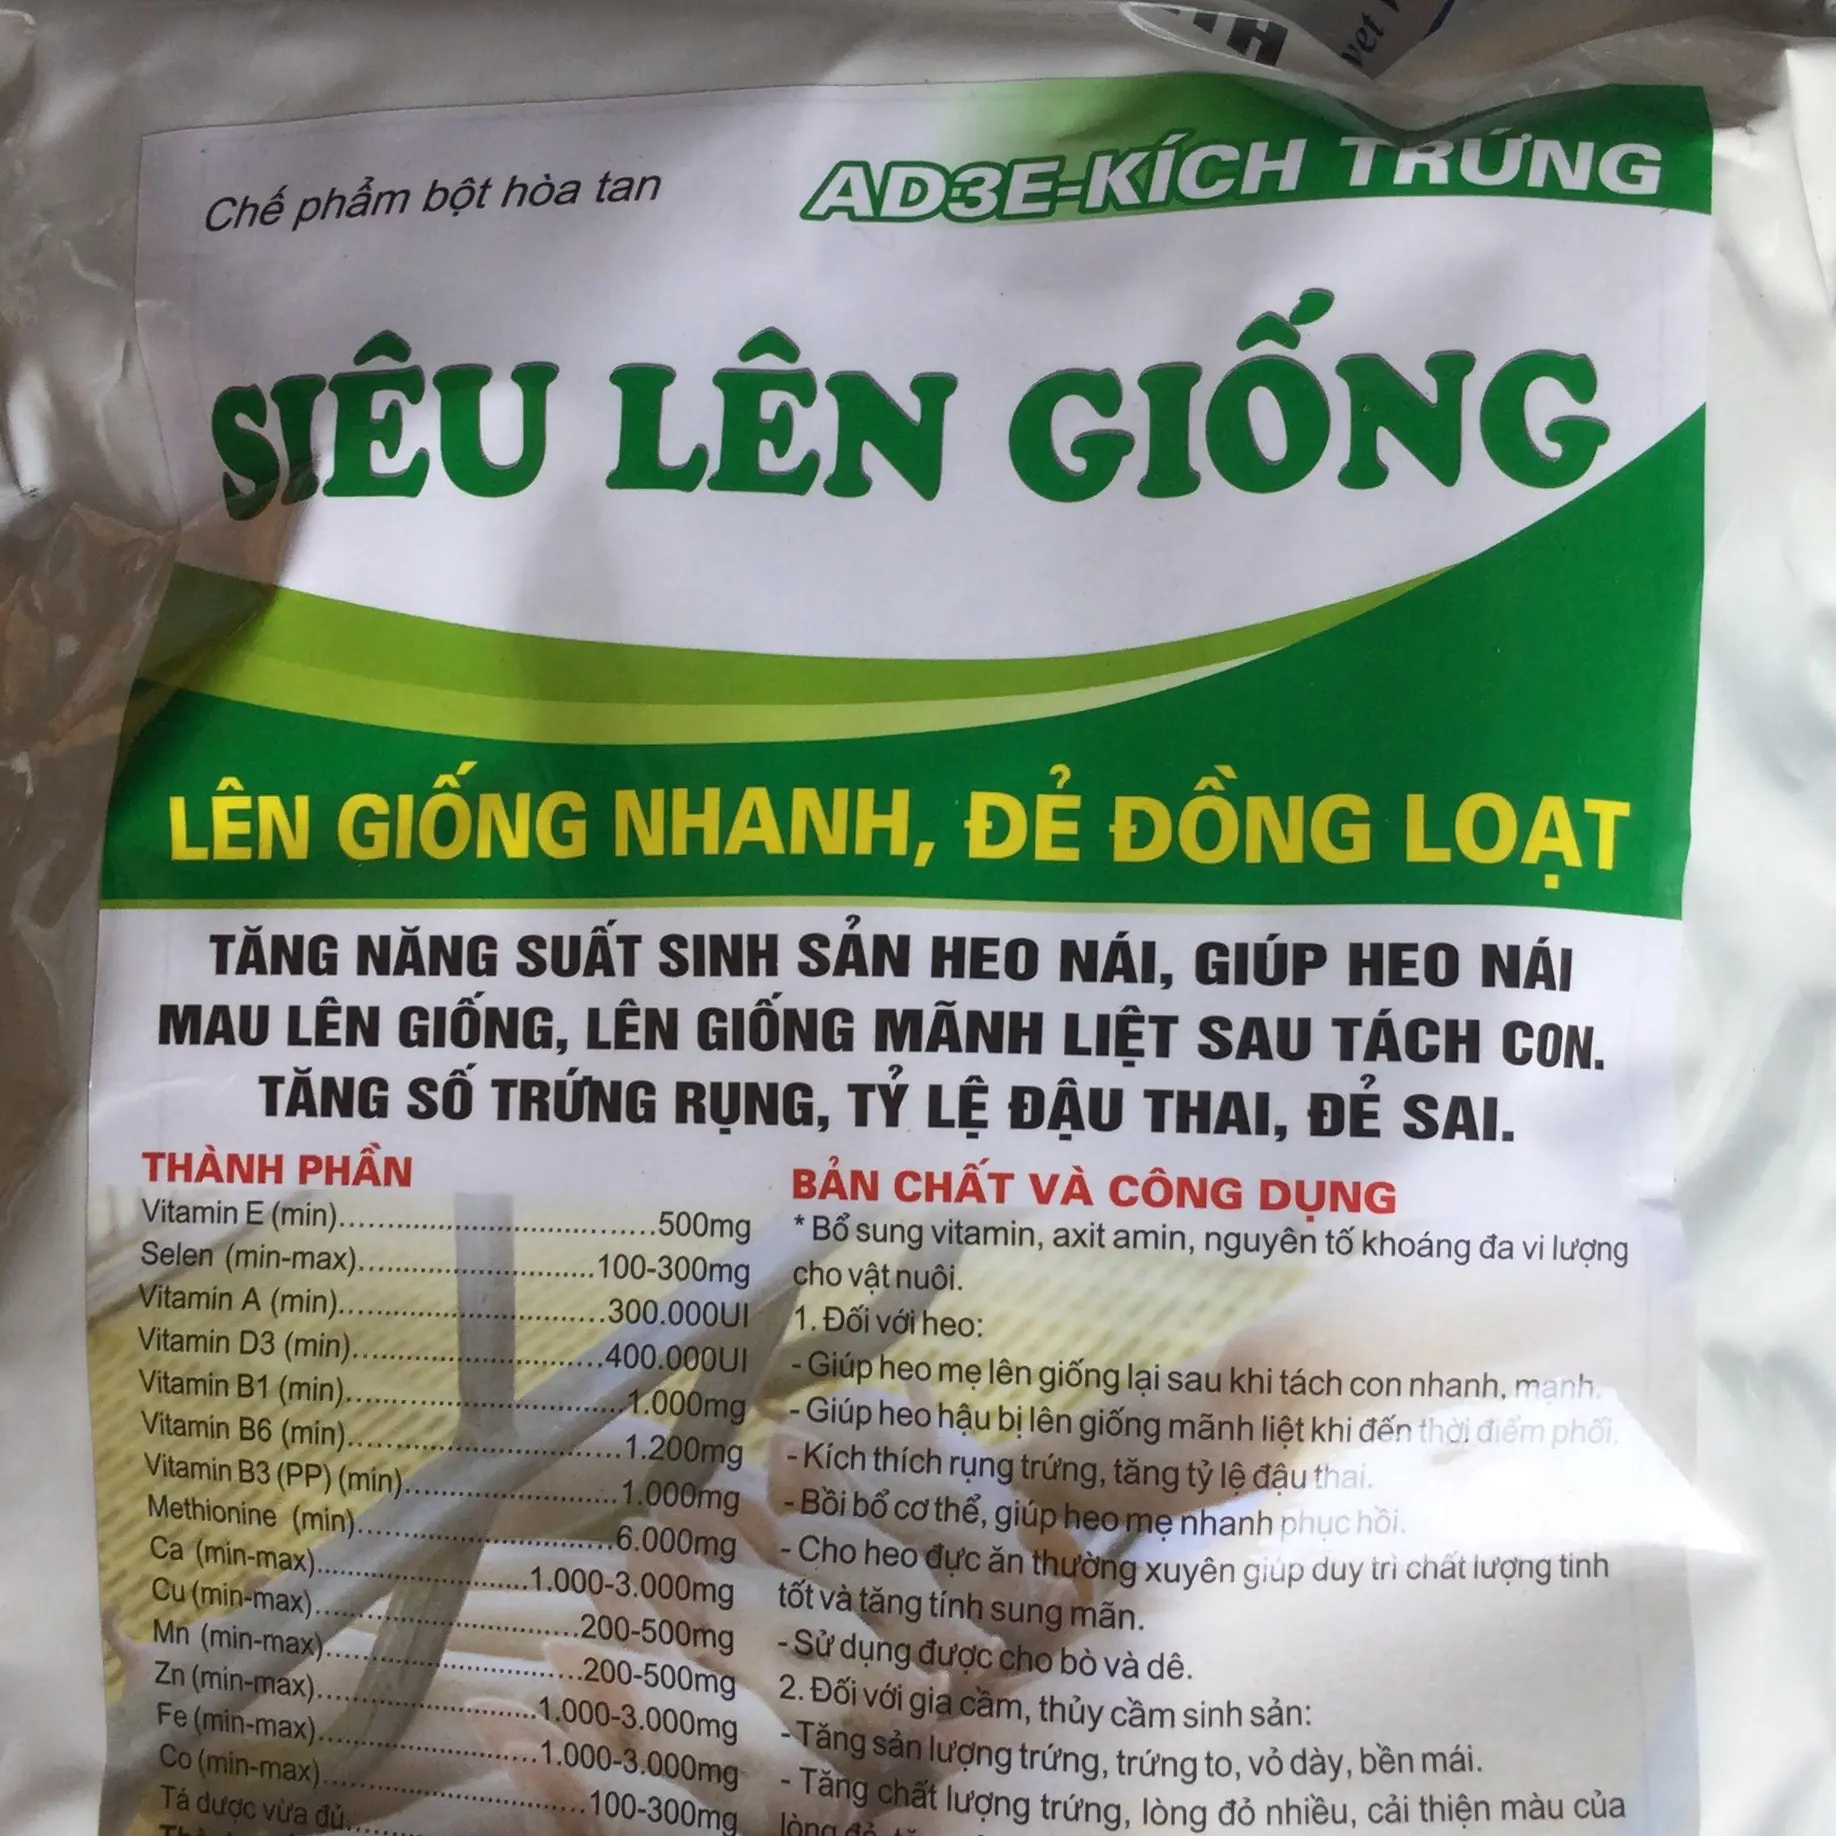 Chế phẩm bột hòa tan
AD3E-KÍCH TRỨNG
SIÊU LÊN GIỐNG
LÊN GIỐNG NHANH, ĐẺ ĐỒNG LOẠT
TĂNG NĂNG SUẤT SINH SẢN HEO NÁI, GIÚP HEO NÁI
MAU LÊN GIỐNG, LÊN GIỐNG MÃNH LIỆT SAU TÁCH CON.
TĂNG SỐ TRỨNG RỤNG, TỶ LỆ ĐẬU THAI, ĐẺ SAI.
THÀNH PHẦN
Vitamin E (min)....................500mg
Selen (min-max)....................100-300mg
Vitamin A (min)....................300.000UI
Vitamin D3 (min)....................400.000UI
Vitamin B1 (min)....................1.000mg
Vitamin B6 (min)....................1.200mg
Vitamin B3 (PP) (min)....................1.000mg
Methionine (min)....................6.000mg
Ca (min-max)....................1.000-3.000mg
Cu (min-max)....................200-500mg
Mn (min-max)....................200-500mg
Zn (min-max)....................1.000-3.000mg
Fe (min-max)....................1.000-3.000mg
Co (min-max)....................100-300mg
Tá dược vừa đủ....................
BẢN CHẤT VÀ CÔNG DỤNG
* Bổ sung vitamin, axit amin, nguyên tố khoáng đa vi lượng
cho vật nuôi.
1. Đối với heo:
- Giúp heo mẹ lên giống lại sau khi tách con nhanh, mạnh.
- Giúp heo hậu bị lên giống mãnh liệt khi đến thời điểm phối.
- Kích thích rụng trứng, tăng tỷ lệ đậu thai.
- Bồi bổ cơ thể, giúp heo mẹ nhanh phục hồi.
- Cho heo đực ăn thường xuyên giúp duy trì chất lượng tinh
tốt và tăng tính sung mãn.
- Sử dụng được cho bò và dê.
2. Đối với gia cầm, thủy cầm sinh sản:
- Tăng sản lượng trứng, trứng to, vỏ dày, bền mái.
- Tăng chất lượng trứng, lòng đỏ nhiều, cải thiện màu của
lòng đỏ